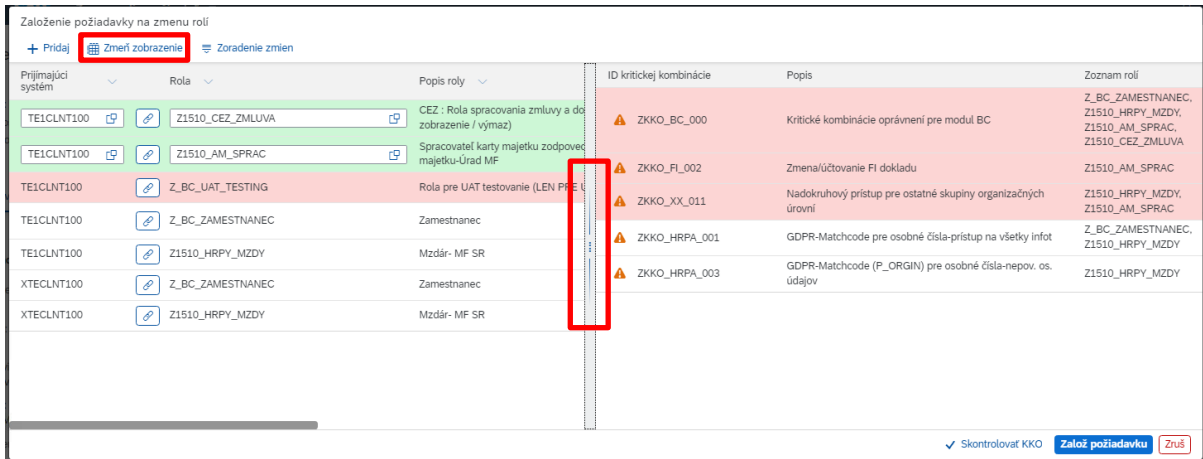 Založenie požiadavky na zmenu rolí
Pridaj Zmeň zobrazenie Zoradenie zmien
Prijímajúci
systém
Rola
Popis roly
TE1CLNT100
Z1510_CEZ_ZMLUVA
CEZ : Rola spracovania zmluvy a do
zobrazenie / výmaz)
TE1CLNT100
Z1510_AM_SPRAC
Spracovateľ karty majetku zodpoved
majetku-Úrad MF
TE1CLNT100
Z_BC_UAT_TESTING
Rola pre UAT testovanie (LEN PRE U
TE1CLNT100
Z_BC_ZAMESTNANEC
Zamestnanec
TE1CLNT100
Z1510_HRPY_MZDY
Mzdár- MF SR
XTECLNT100
Z_BC_ZAMESTNANEC
Zamestnanec
XTECLNT100
Z1510_HRPY_MZDY
Mzdár- MF SR
ID kritickej kombinácie
Popis
Zoznam rolí
ZKKO_BC_000
Kritické kombinácie oprávnení pre modul BC
Z_BC_ZAMESTNANEC,
Z1510_HRPY_MZDY,
Z1510_AM_SPRAC,
Z1510_CEZ_ZMLUVA
ZKKO_FI_002
Zmena/účtovanie FI dokladu
Z1510_AM_SPRAC
ZKKO_XX_011
Nadokruhový prístup pre ostatné skupiny organizačných
úrovní
Z1510_HRPY_MZDY,
Z1510_AM_SPRAC
ZKKO_HRPA_001
GDPR-Matchcode pre osobné čísla-prístup na všetky infot
Z_BC_ZAMESTNANEC,
Z1510_HRPY_MZDY
ZKKO_HRPA_003
GDPR-Matchcode (P_ORGIN) pre osobné čísla-nepov. os.
údajov
Z1510_HRPY_MZDY
Skontrolovať KKO Založ požiadavku Zruš